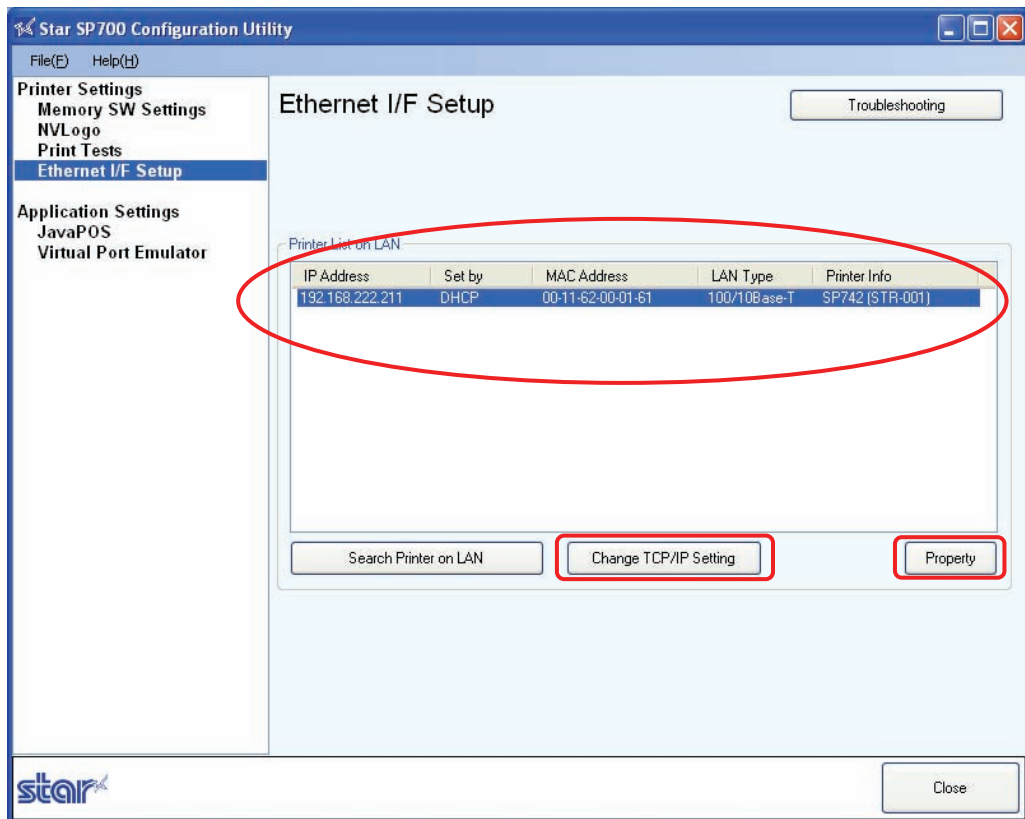 Star SP700 Configuration Utility
File(F) Help(H)
Printer Settings
Memory SW Settings
NVLogo
Print Tests
Ethernet I/F Setup
Application Settings
JavaPOS
Virtual Port Emulator
Ethernet I/F Setup
Troubleshooting
Printer List on LAN
IP Address Set by MAC Address LAN Type Printer Info
192.168.222.211 DHCP 00-11-62-00-01-61 100/10Base-T SP742 (STR-001)
Search Printer on LAN
Change TCP/IP Setting
Property
star
Close